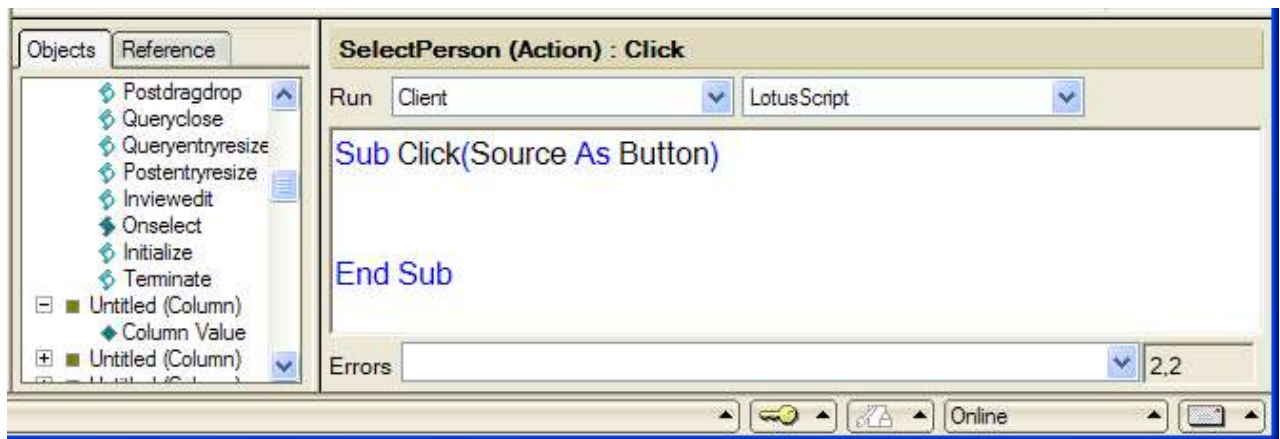 Objects Reference
Postdragdrop
Queryclose
Queryentryresize
Postentryresize
Inviewedit
Onselect
Initialize
Terminate
Untitled (Column)
Column Value
Untitled (Column)
SelectPerson (Action) : Click
Run Client LotusScript
Sub Click(Source As Button)
End Sub
Errors 2,2
Online